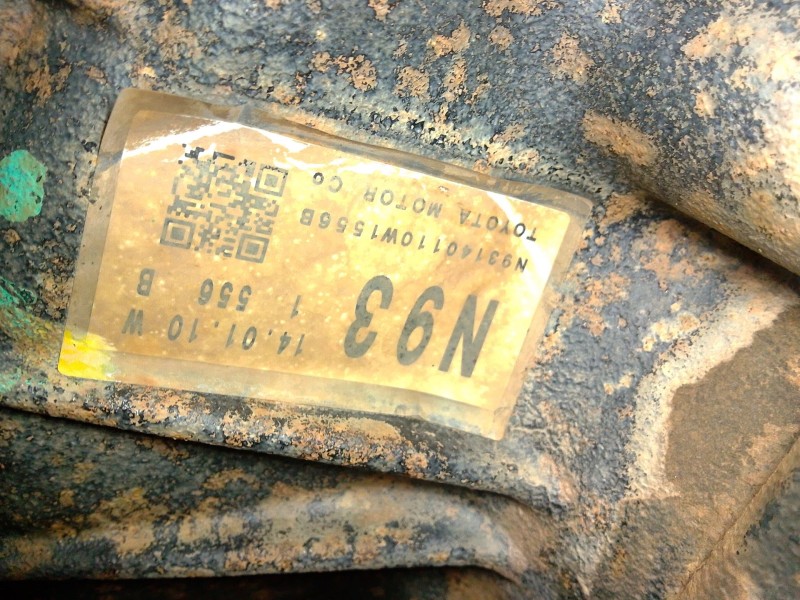 N93
14.01.10 W
1 556 B
N93140110W1556B
TOYOTA MOTOR Co